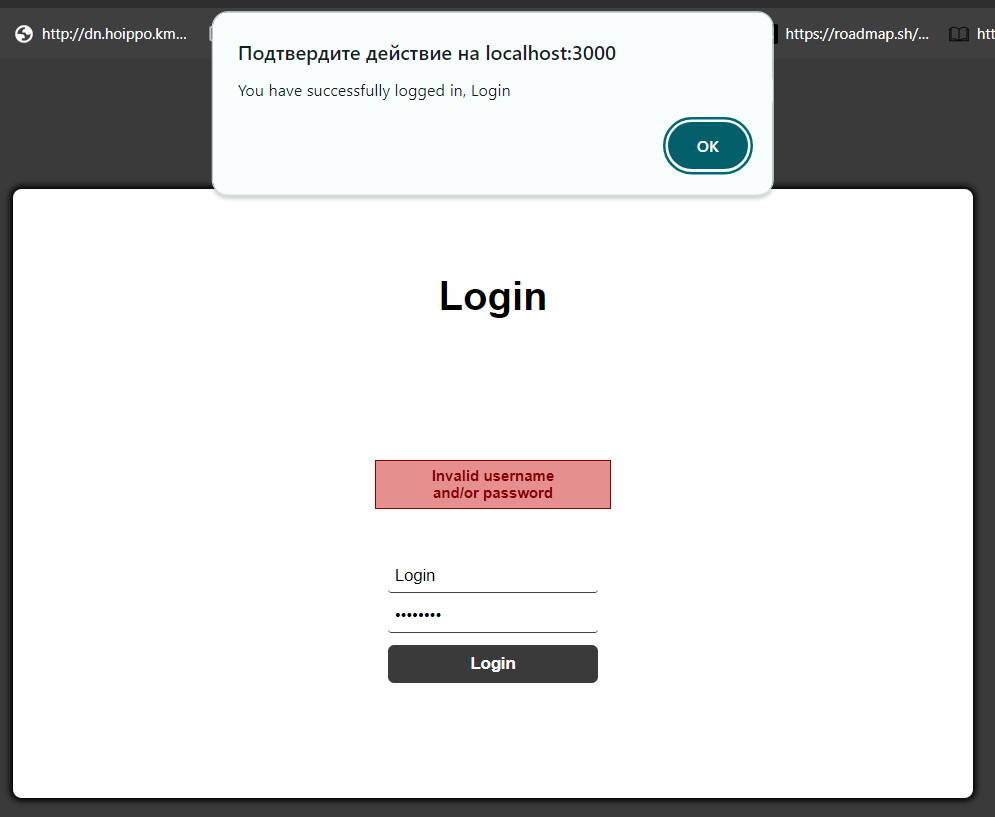 http://dn.hoippo.km...
https://roadmap.sh/...
htt
Подтвердите действие на localhost:3000
You have successfully logged in, Login
OK
Login
Invalid username
and/or password
Login
••••••••
Login